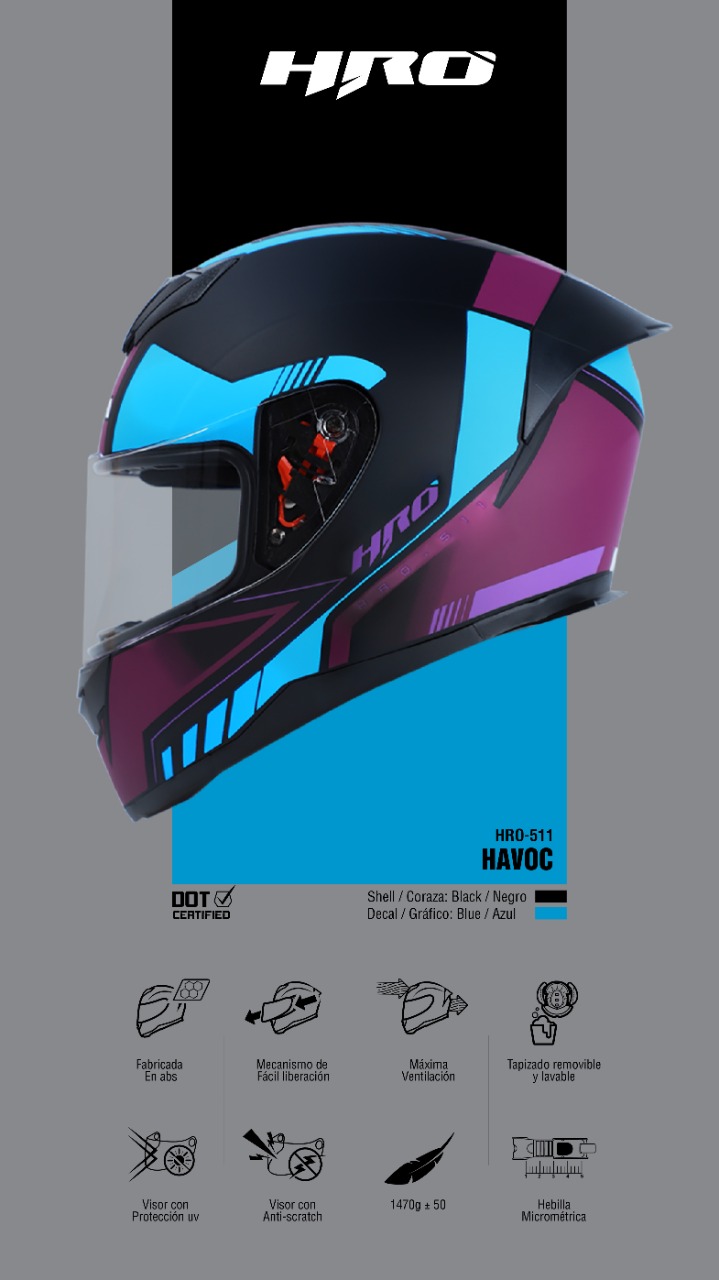 HRO
HRO
HRO-511
HRO-511
HAVOC
DOT
CERTIFIED
Shell / Coraza: Black / Negro
Decal / Gráfico: Blue / Azul
Fabricada
En abs
Mecanismo de
Fácil liberación
Máxima
Ventilación
Tapizado removible
y lavable
Visor con
Protección uv
Visor con
Anti-scratch
1470g ± 50
Hebilla
Micrométrica